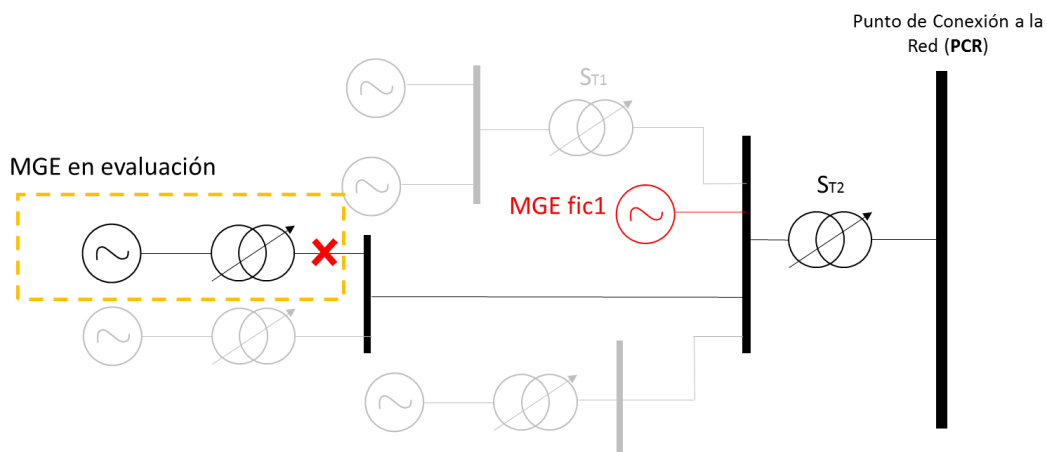 Punto de Conexión a la
Red (PCR)
ST1
MGE en evaluación
MGE fic1
ST2